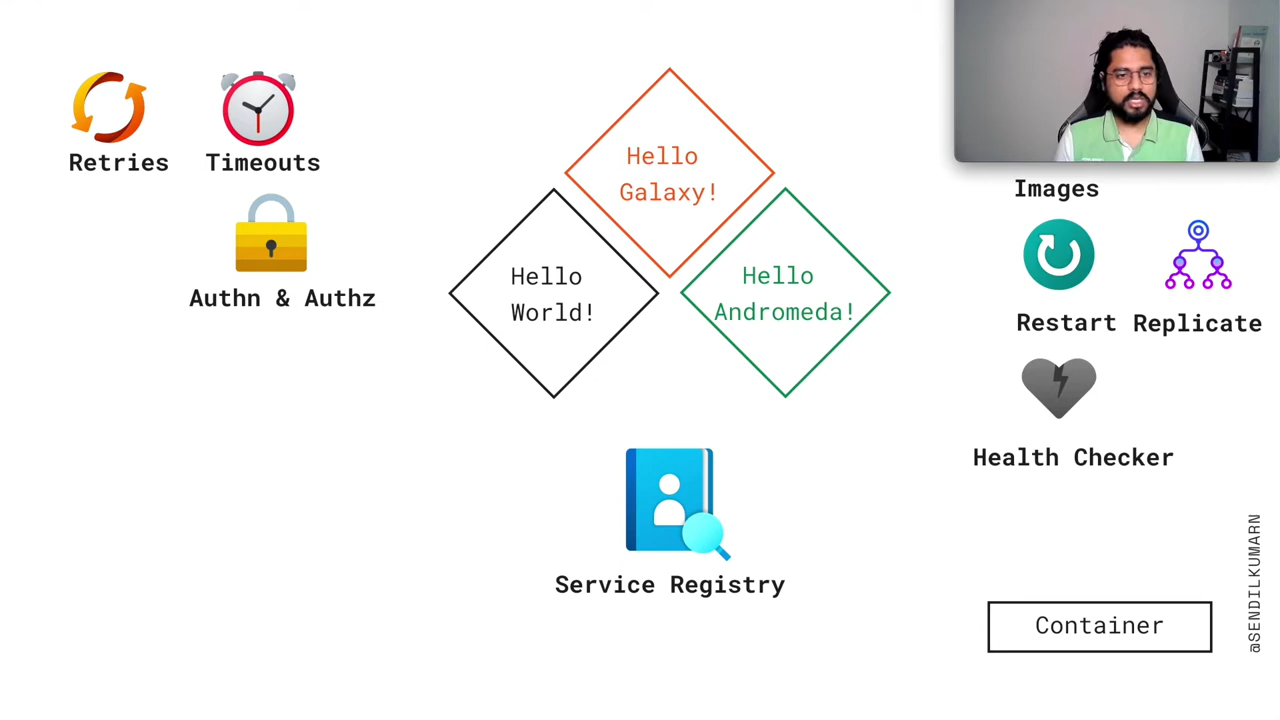 Retries
Timeouts
Authn & Authz
Hello
Galaxy!
Hello
World!
Hello
Andromeda!
Service Registry
Images
Restart
Replicate
Health Checker
Container
@SENDILKUMARN